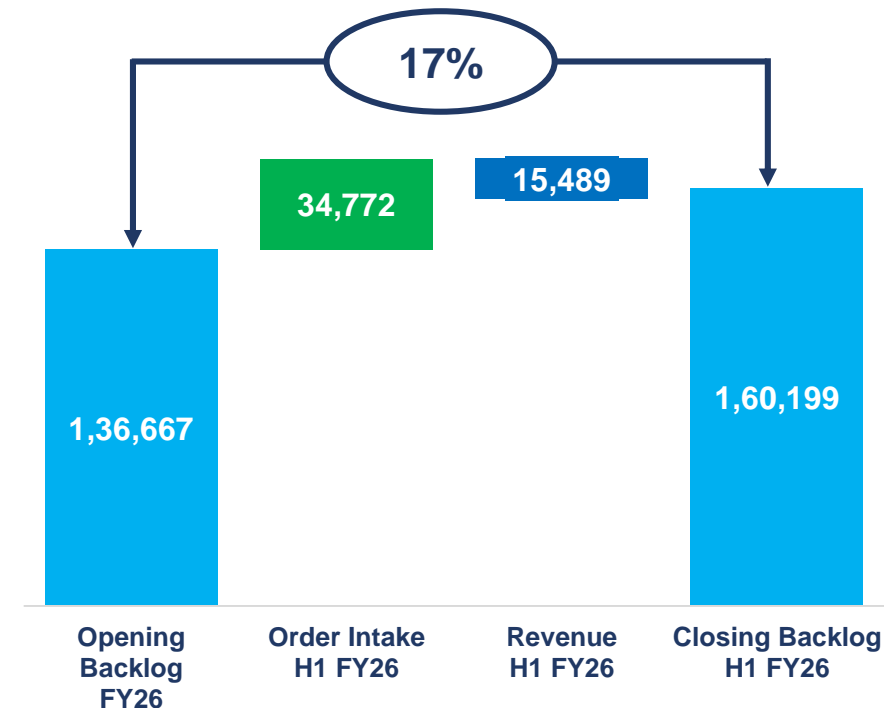 17%
34,772
15,489
1,36,667
1,60,199
Opening
Backlog
FY26
Order Intake
H1 FY26
Revenue
H1 FY26
Closing Backlog
H1 FY26